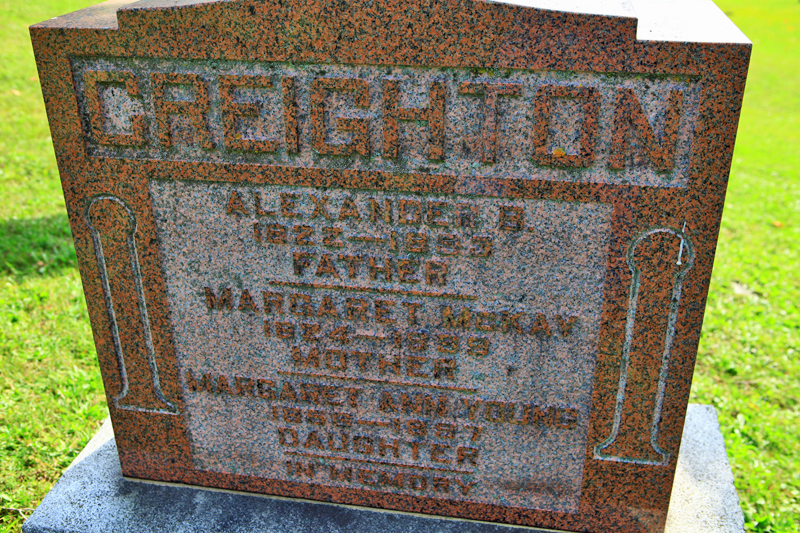 CREIGHTON
ALEXANDER B.
FATHER
MARGARET MCKAY
MOTHER
MARGARET ANN YOUNG
DAUGHTER
IN MEMORY